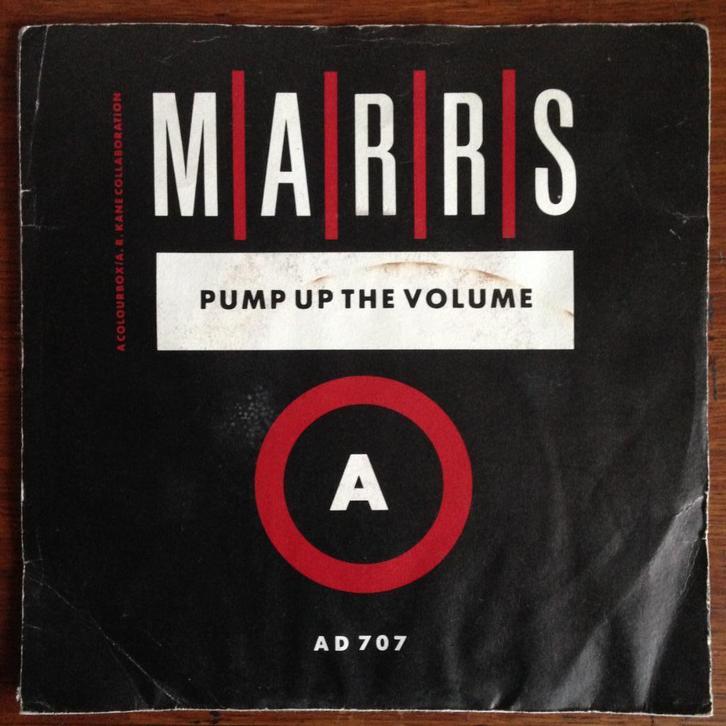 M|A|R|R|S
A COLOURBOX/A. R. KANE COLLABORATION
PUMP UP THE VOLUME
A
AD 707